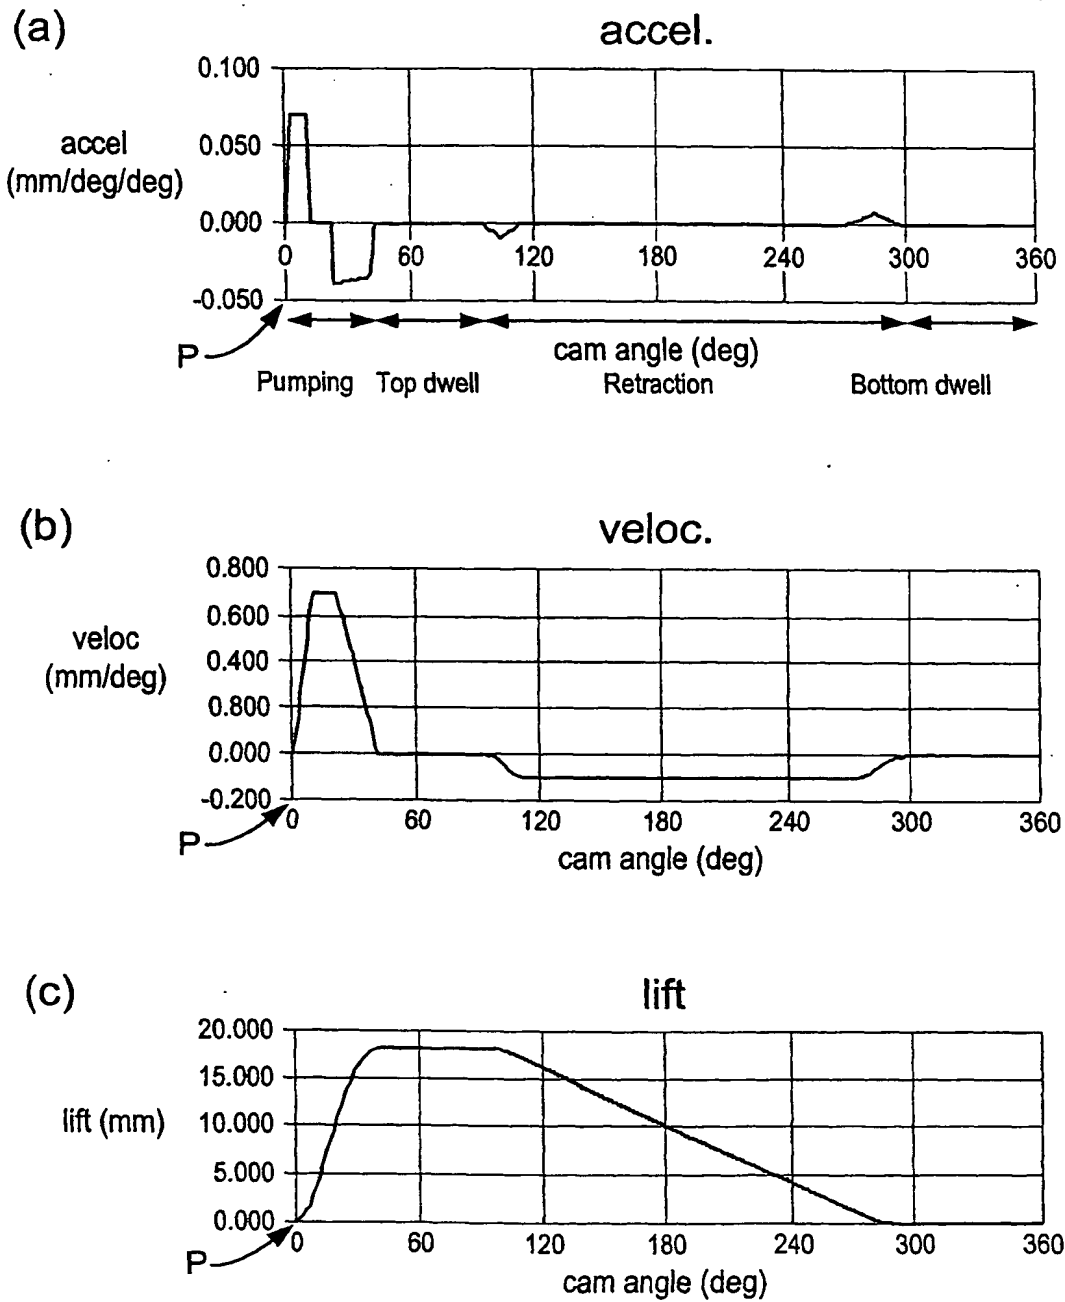 (a)
accel.
0.100
accel
(mm/deg/deg)
0.050
0.000
0 60 120 180 240 300 360
-0.050
P
cam angle (deg)
Pumping Top dwell Retraction Bottom dwell
(b)
veloc.
0.800
0.600
veloc
(mm/deg)
0.400
0.800
0.000
-0.200
0 60 120 180 240 300 360
P
cam angle (deg)
(c)
lift
20.000
15.000
lift (mm)
10.000
5.000
0.000
0 60 120 180 240 300 360
P
cam angle (deg)